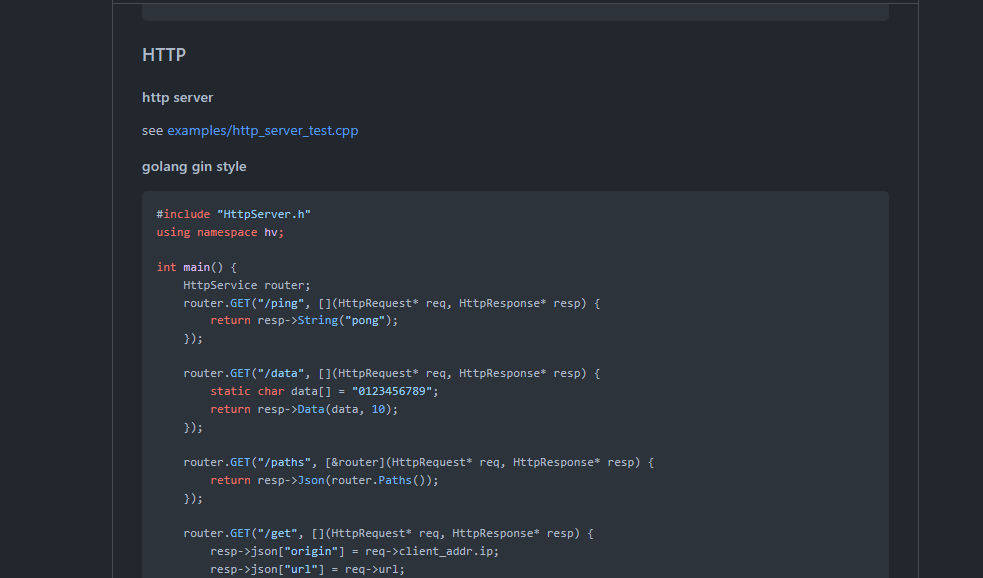 HTTP
http server
see examples/http_server_test.cpp
golang gin style
#include "HttpServer.h"
using namespace hv;
int main() {
    HttpService router;
    router.GET("/ping", [](HttpRequest* req, HttpResponse* resp) {
        return resp->String("pong");
    });
    router.GET("/data", [](HttpRequest* req, HttpResponse* resp) {
        static char data[] = "0123456789";
        return resp->Data(data, 10);
    });
    router.GET("/paths", [&router](HttpRequest* req, HttpResponse* resp) {
        return resp->Json(router.Paths());
    });
    router.GET("/get", [](HttpRequest* req, HttpResponse* resp) {
        resp->json["origin"] = req->client_addr.ip;
        resp->json["url"] = req->url;